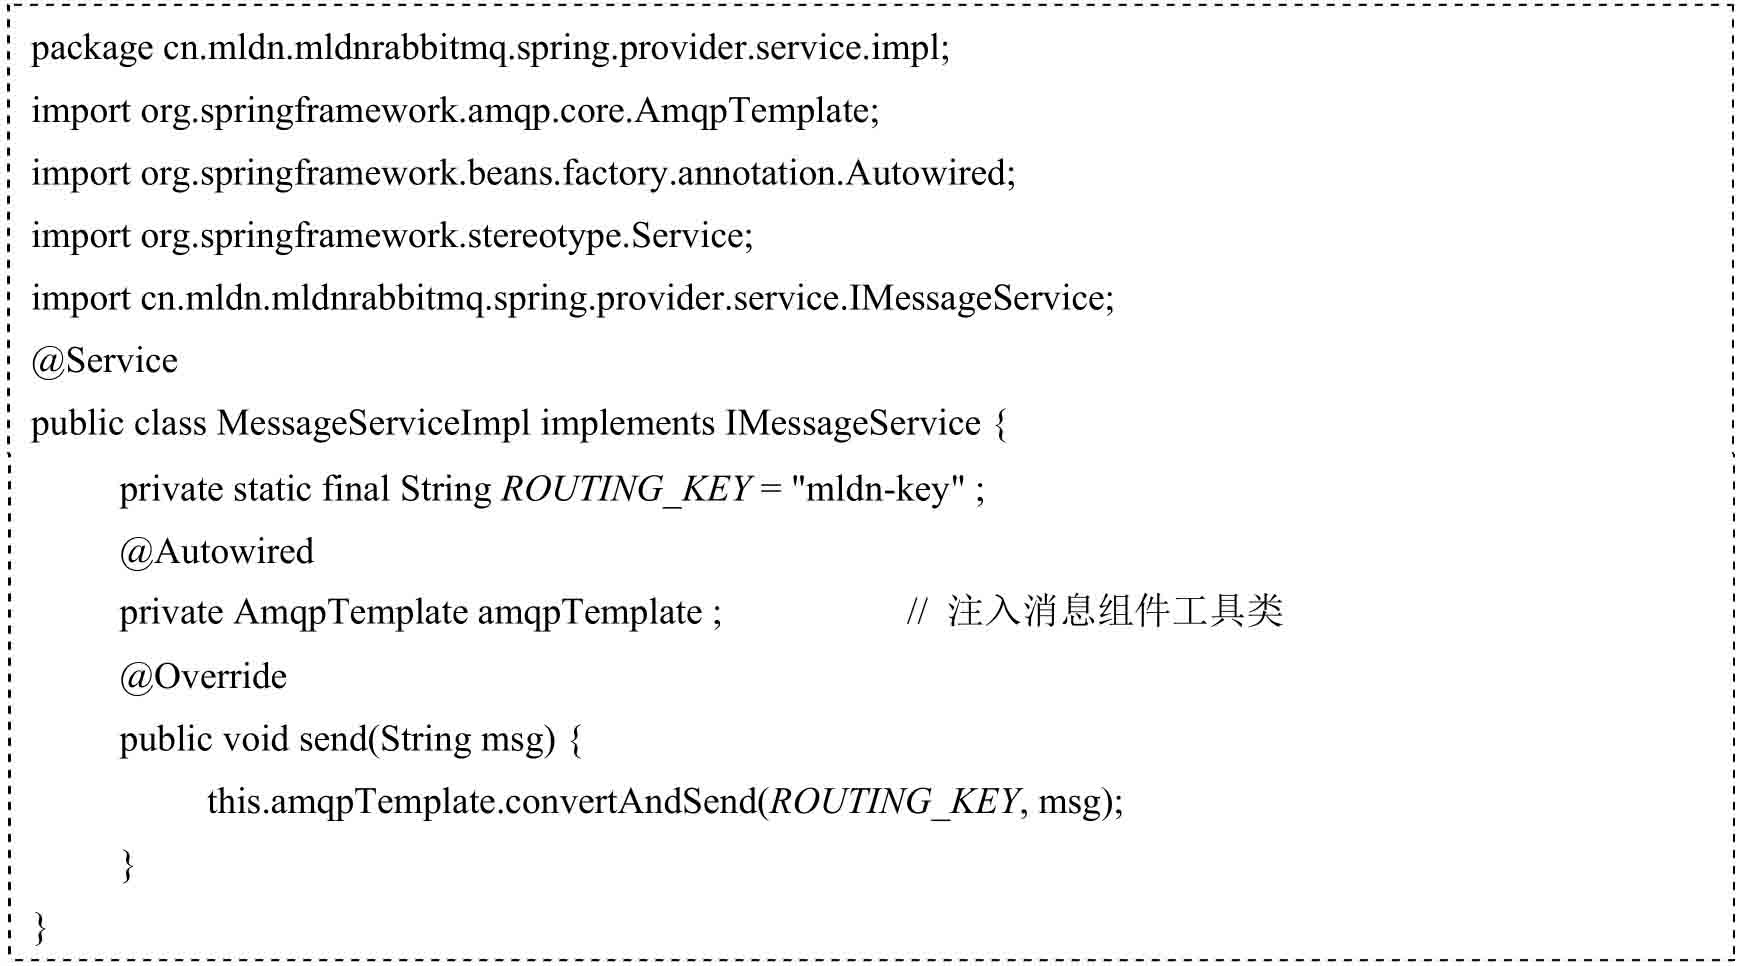 package cn.mldn.mldnrabbitmq.spring.provider.service.impl;
import org.springframework.amqp.core.AmqpTemplate;
import org.springframework.beans.factory.annotation.Autowired;
import org.springframework.stereotype.Service;
import cn.mldn.mldnrabbitmq.spring.provider.service.IMessageService;
@Service
public class MessageServiceImpl implements IMessageService {
private static final String ROUTING_KEY = "mldn-key" ;
@Autowired
private AmqpTemplate amqpTemplate ; // 注入消息组件工具类
@Override
public void send(String msg) {
this.amqpTemplate.convertAndSend(ROUTING_KEY, msg);
}
}